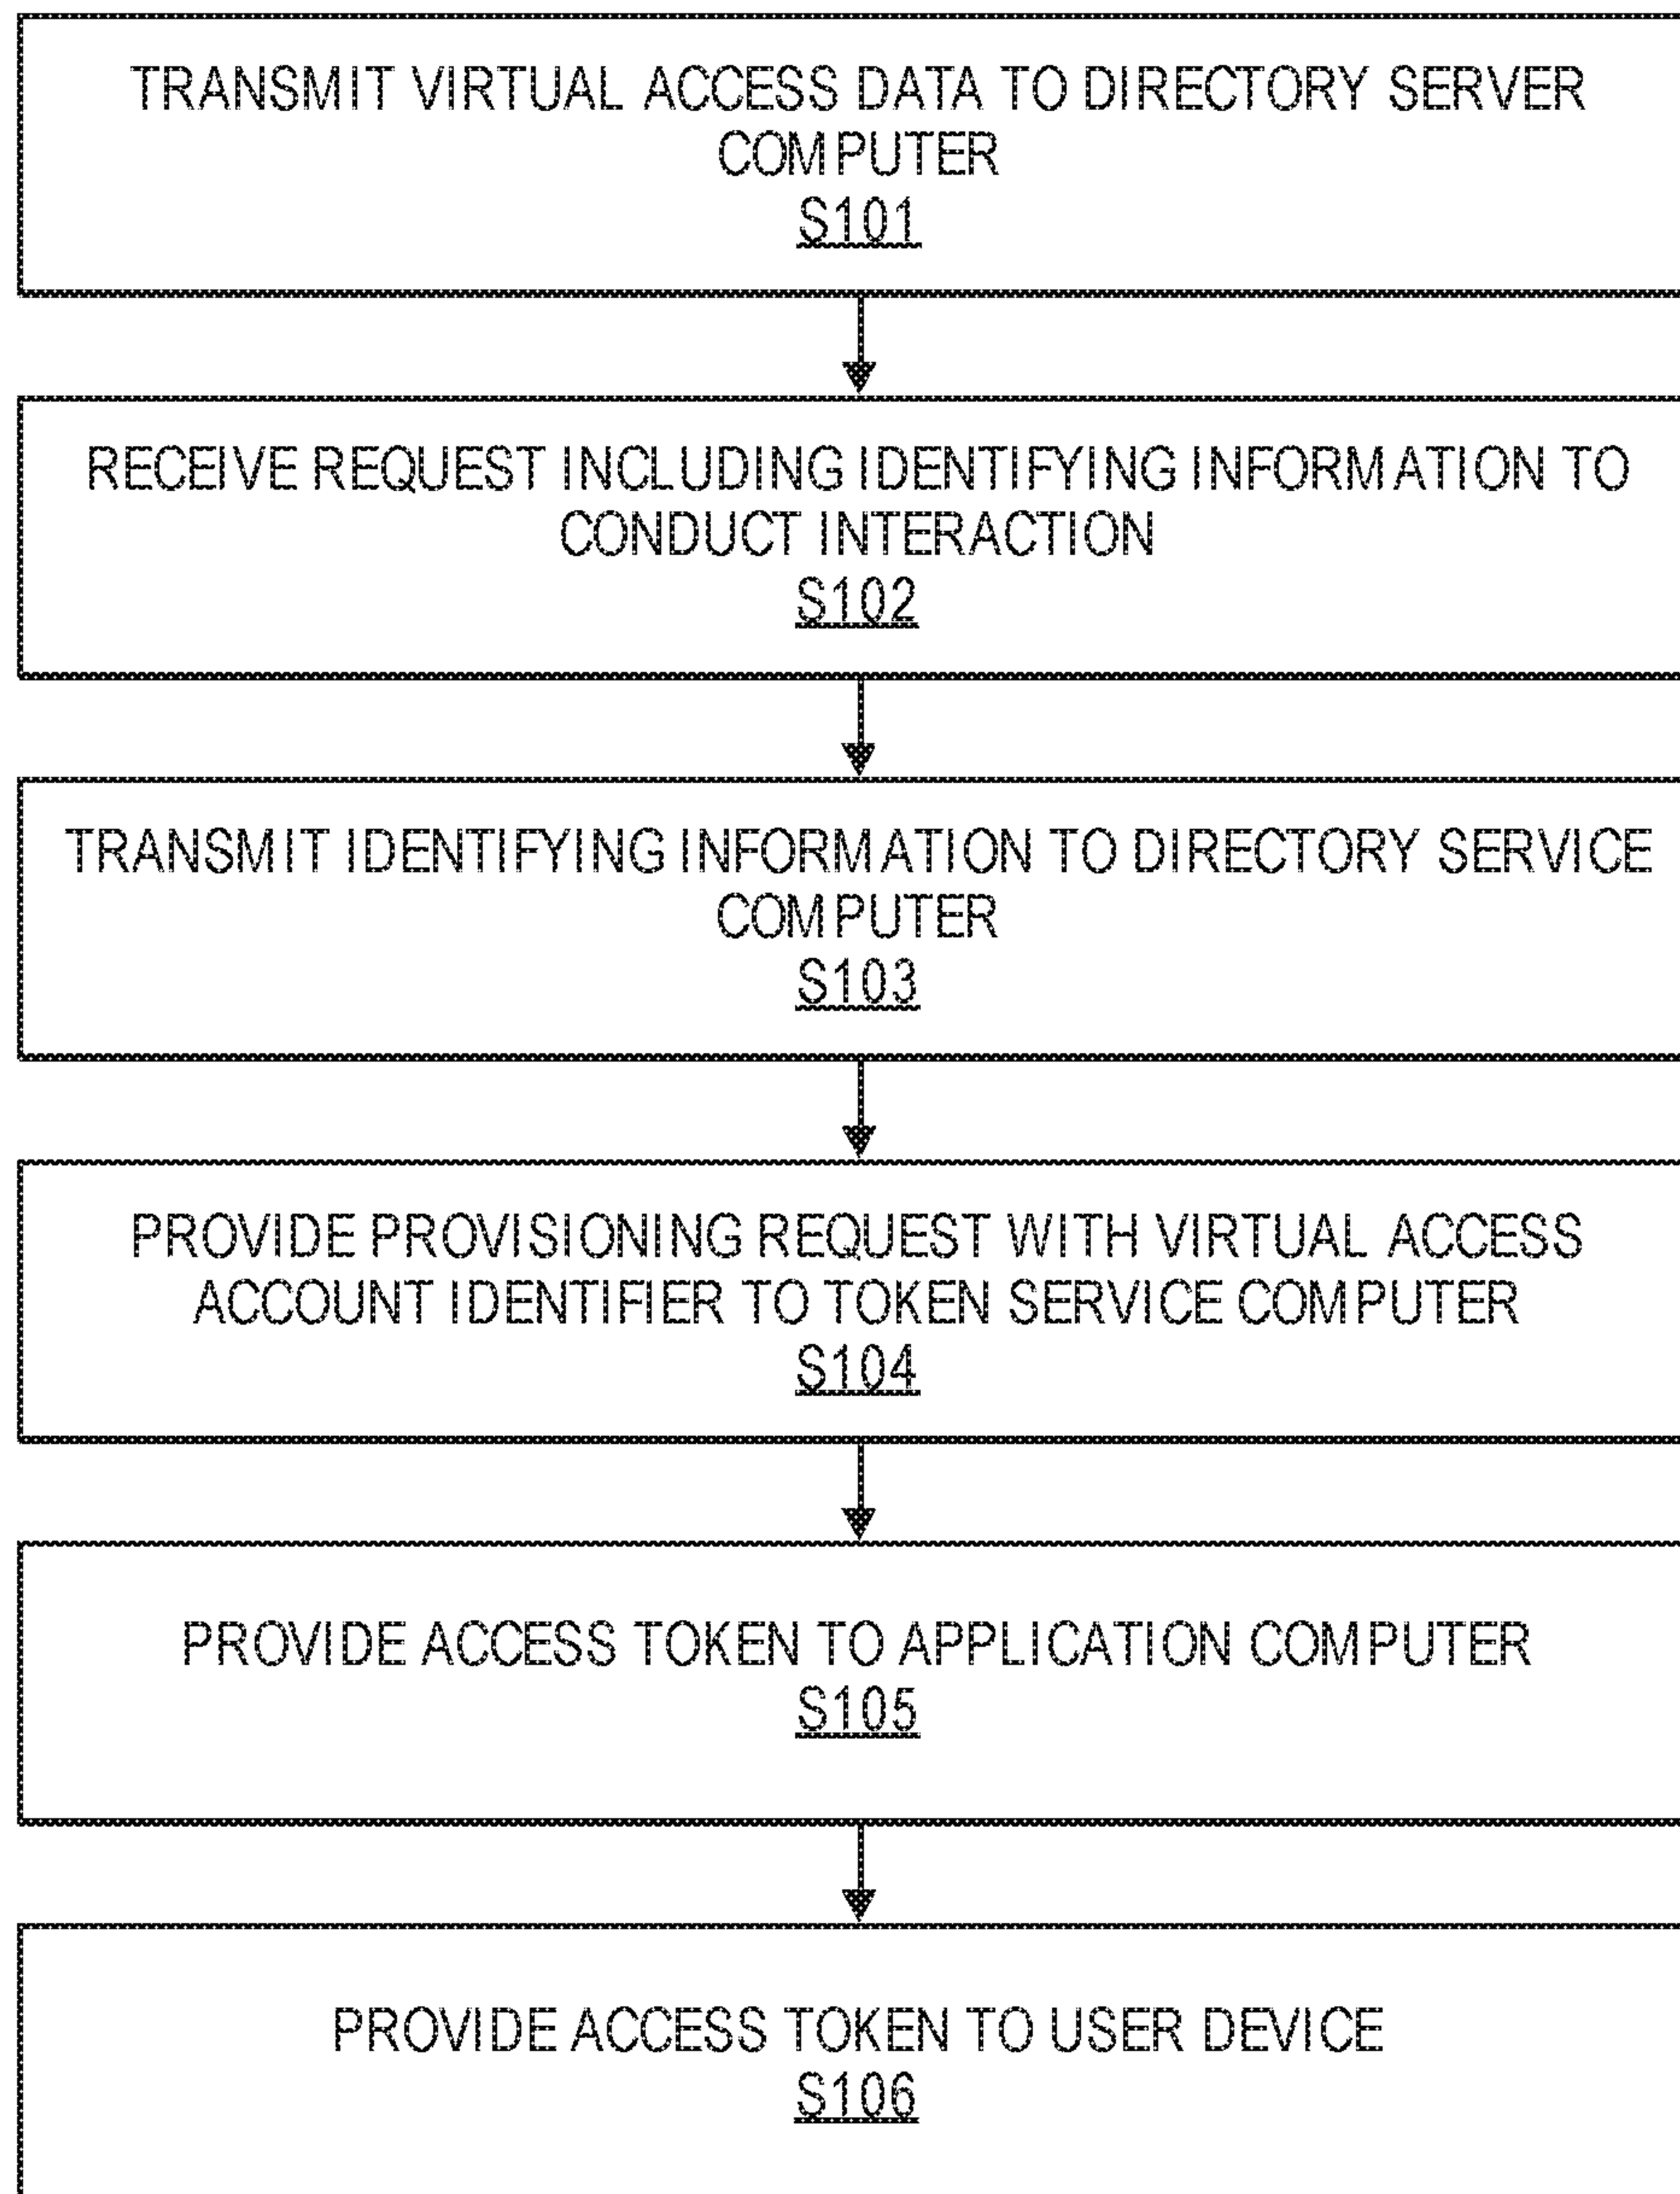 TRANSMIT VIRTUAL ACCESS DATA TO DIRECTORY SERVER
COMPUTER
S101
RECEIVE REQUEST INCLUDING IDENTIFYING INFORMATION TO
CONDUCT INTERACTION
S102
TRANSMIT IDENTIFYING INFORMATION TO DIRECTORY SERVICE
COMPUTER
S103
PROVIDE PROVISIONING REQUEST WITH VIRTUAL ACCESS
ACCOUNT IDENTIFIER TO TOKEN SERVICE COMPUTER
S104
PROVIDE ACCESS TOKEN TO APPLICATION COMPUTER
S105
PROVIDE ACCESS TOKEN TO USER DEVICE
S106